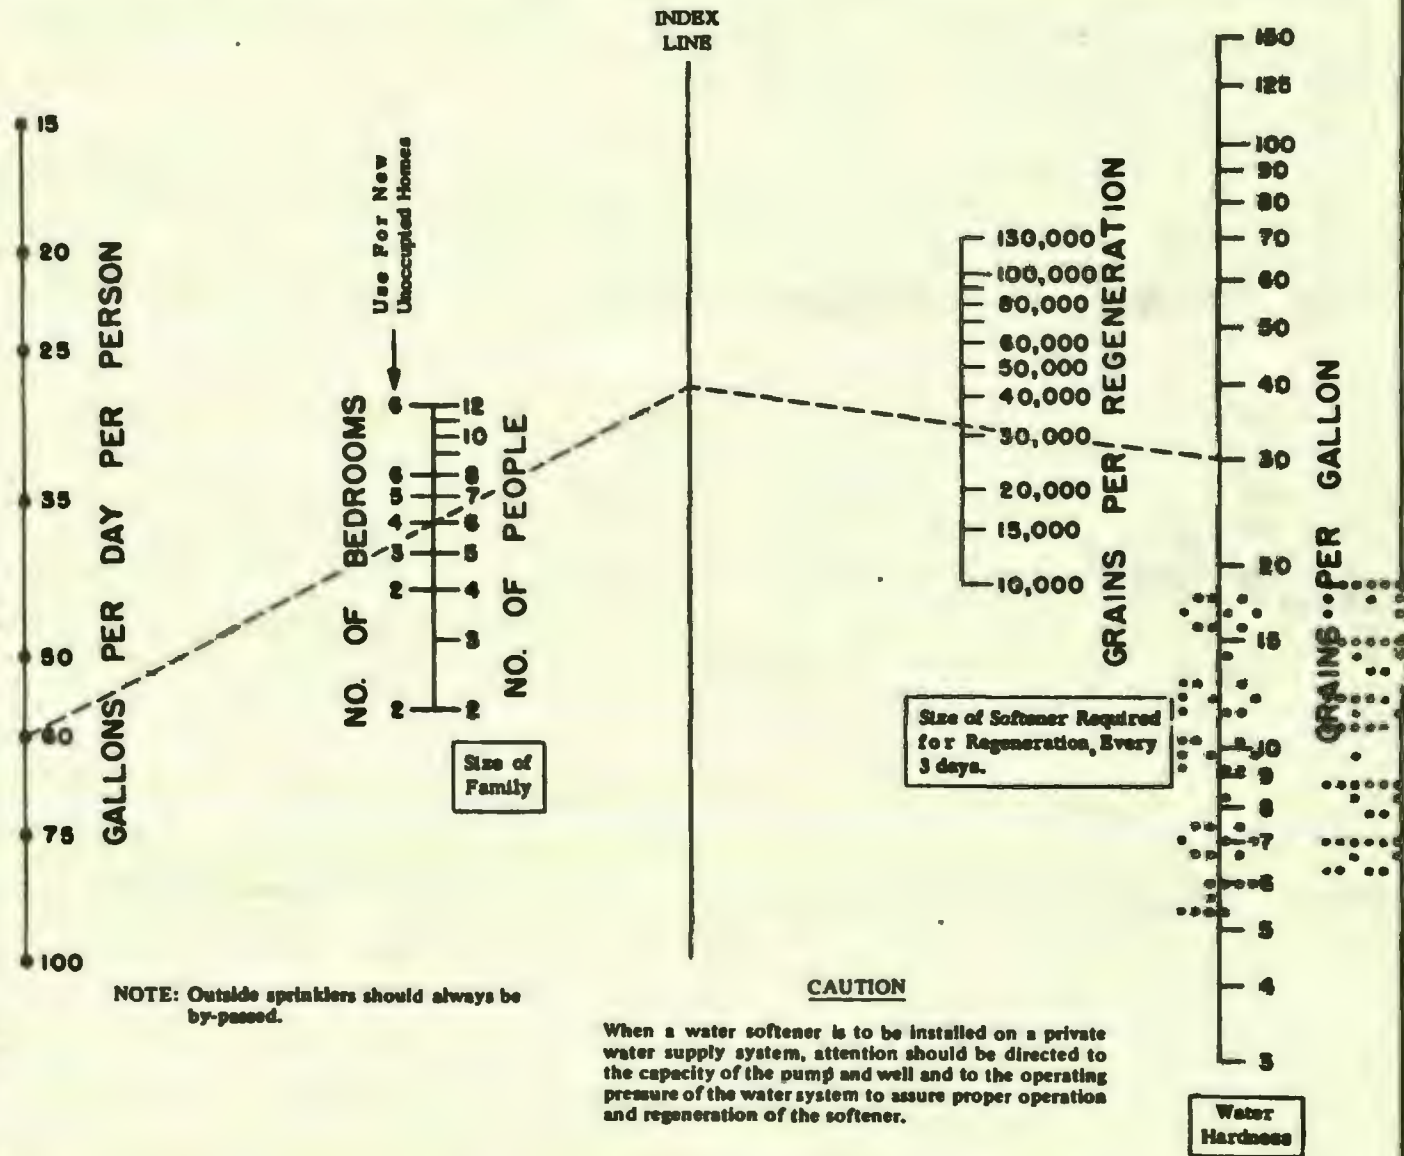 INDEX
LINE
15
20
25
35
50
60
75
100
GALLONS PER DAY PER PERSON
Use For New
Unoccupied Homes
NO. OF BEDROOMS
6
6
5
4
3
2
2
12
10
8
7
6
5
4
3
2
NO. OF PEOPLE
Size of
Family
130,000
100,000
80,000
60,000
50,000
40,000
30,000
20,000
15,000
10,000
GRAINS PER REGENERATION
Size of Softener Required
for Regeneration, Every
3 days.
150
125
100
90
80
70
60
50
40
30
20
15
10
9
8
7
6
5
4
3
GRAINS PER GALLON
Water
Hardness
NOTE: Outside sprinklers should always be
by-passed.
CAUTION
When a water softener is to be installed on a private
water supply system, attention should be directed to
the capacity of the pump and well and to the operating
pressure of the water system to assure proper operation
and regeneration of the softener.